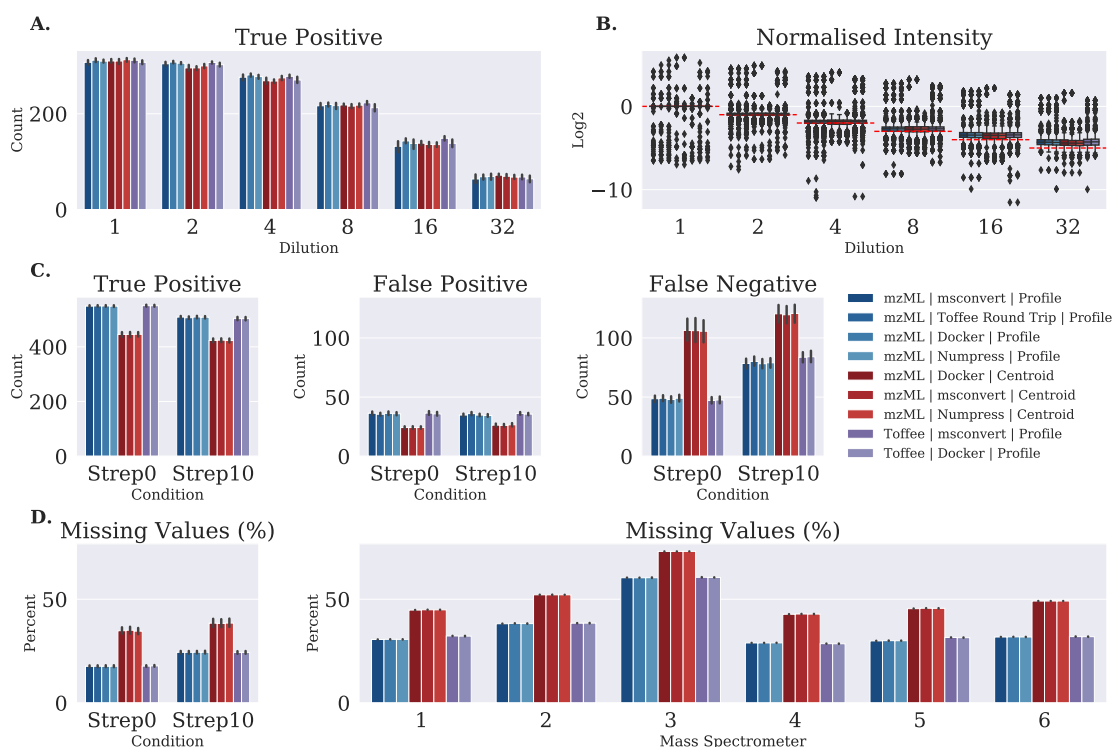 A.
True Positive
Count
200
0
1 2 4 8 16 32
Dilution
B.
Normalised Intensity
Log2
0
−10
1 2 4 8 16 32
Dilution
C.
True Positive
Count
400
200
0
Strep0 Strep10
Condition
False Positive
Count
100
50
0
Strep0 Strep10
Condition
False Negative
Count
100
50
0
Strep0 Strep10
Condition
mzML | msconvert | Profile
mzML | Toffee Round Trip | Profile
mzML | Docker | Profile
mzML | Numpress | Profile
mzML | Docker | Centroid
mzML | msconvert | Centroid
mzML | Numpress | Centroid
Toffee | msconvert | Profile
Toffee | Docker | Profile
D.
Missing Values (%)
Percent
50
0
Strep0 Strep10
Condition
Missing Values (%)
Percent
50
0
1 2 3 4 5 6
Mass Spectrometer